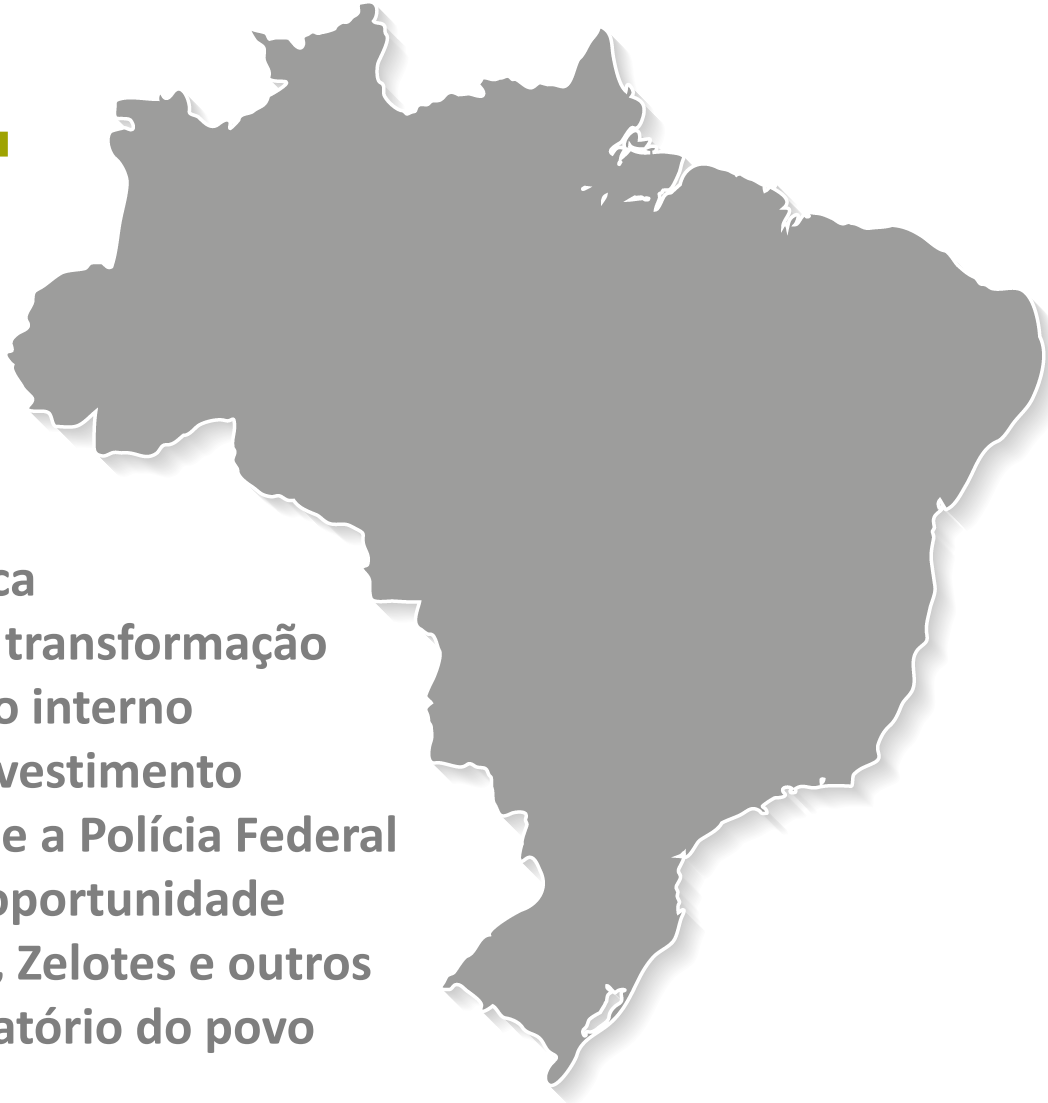 ca
transformação
o interno
vestimento
e a Polícia Federal
oportunidade
, Zelotes e outros
atório do povo